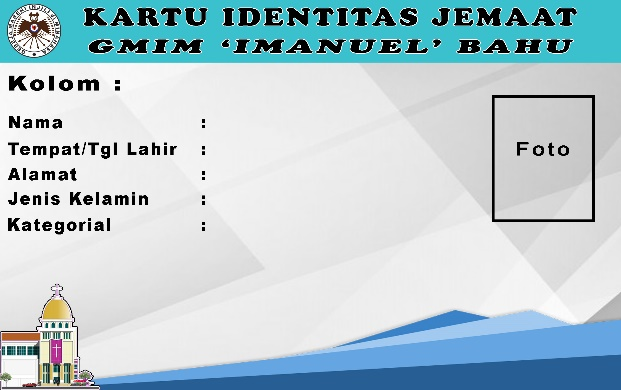 KARTU IDENTITAS JEMAAT
GMIM ‘IMANUEL’ BAHU
Kolom :
Nama :
Tempat/Tgl Lahir :
Alamat :
Jenis Kelamin :
Kategorial :
Foto